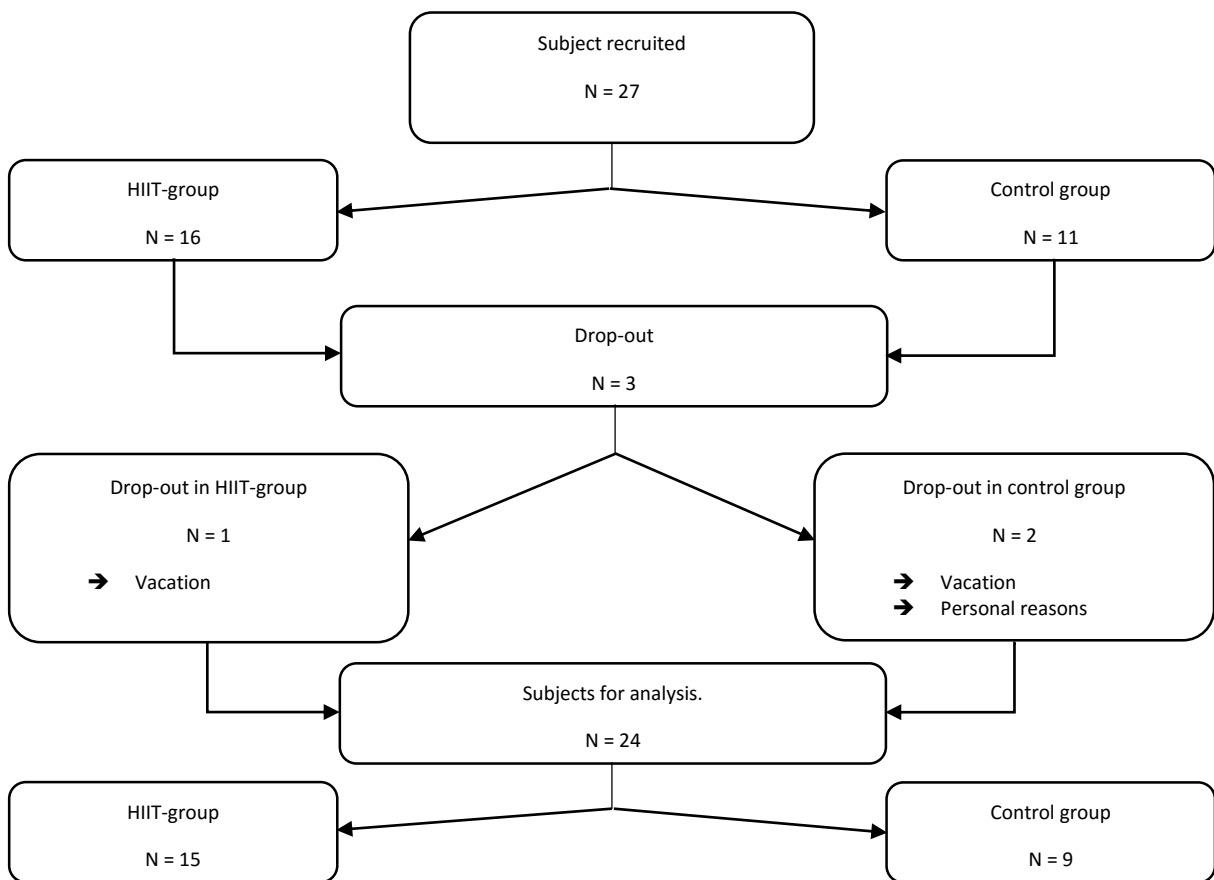 Subject recruited
N = 27
HIIT-group
N = 16
Control group
N = 11
Drop-out
N = 3
Drop-out in HIIT-group
N = 1
➔ Vacation
Drop-out in control group
N = 2
➔ Vacation
➔ Personal reasons
Subjects for analysis.
N = 24
HIIT-group
N = 15
Control group
N = 9